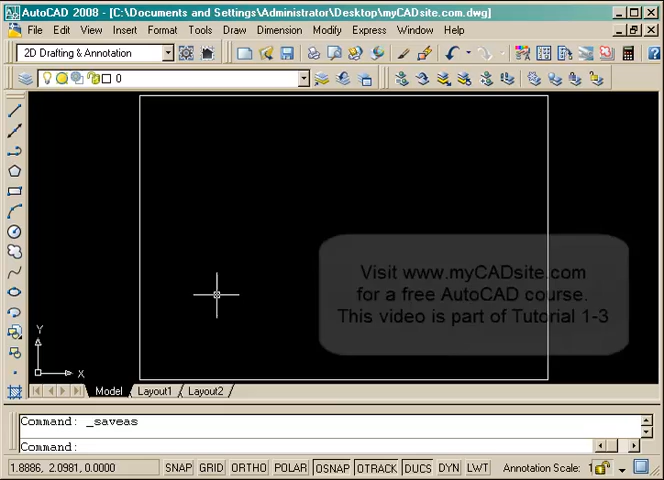 AutoCAD 2008 - [C:\Documents and Settings\Administrator\Desktop\myCADsite.com.dwg]
File Edit View Insert Format Tools Draw Dimension Modify Express Window Help
2D Drafting & Annotation
0
Visit www.myCADsite.com
for a free AutoCAD course.
This video is part of Tutorial 1-3
Y
X
Model Layout1 Layout2
Command: _saveas
Command:
1.8886, 2.0981, 0.0000 SNAP GRID ORTHO POLAR OSNAP OTRACK DUCS DYN LWT Annotation Scale: 1